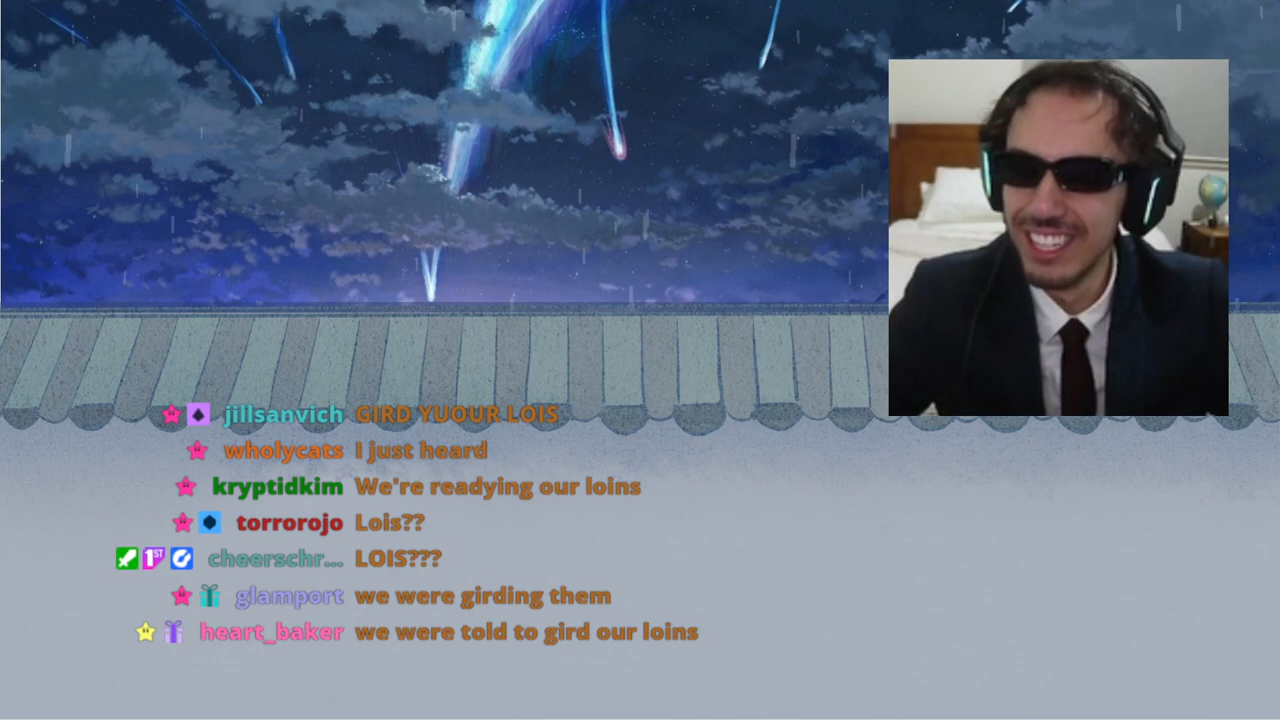 jillsanvich GIRD YUOUR LOIS
wholycats I just heard
kryptidkim We're readying our loins
torrorojo Lois??
1ST cheerschr... LOIS???
glamport we were girding them
heart_baker we were told to gird our loins